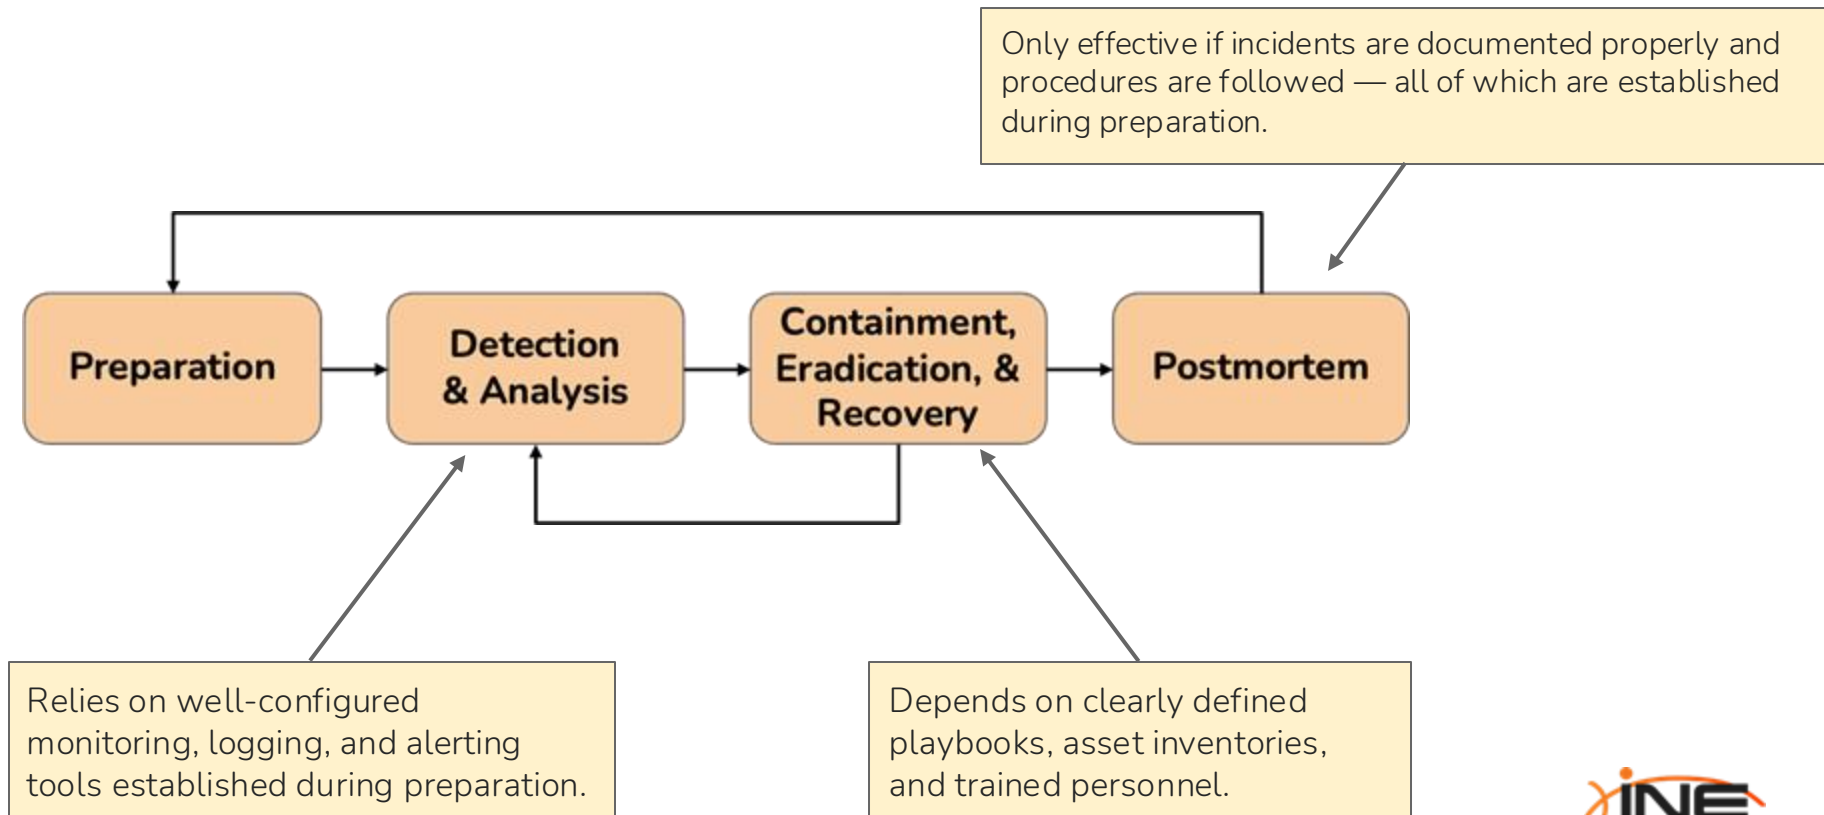 Only effective if incidents are documented properly and
procedures are followed — all of which are established
during preparation.
Preparation
Detection
& Analysis
Containment,
Eradication, &
Recovery
Postmortem
Relies on well-configured
monitoring, logging, and alerting
tools established during preparation.
Depends on clearly defined
playbooks, asset inventories,
and trained personnel.
iNE